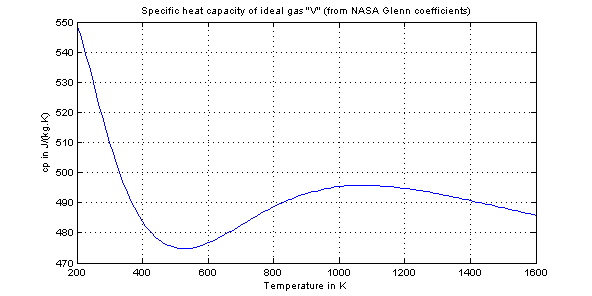 Specific heat capacity of ideal gas "V" (from NASA Glenn coefficients)
550
540
530
520
510
500
490
480
470
cp in J/(kg.K)
200 400 600 800 1000 1200 1400 1600
Temperature in K